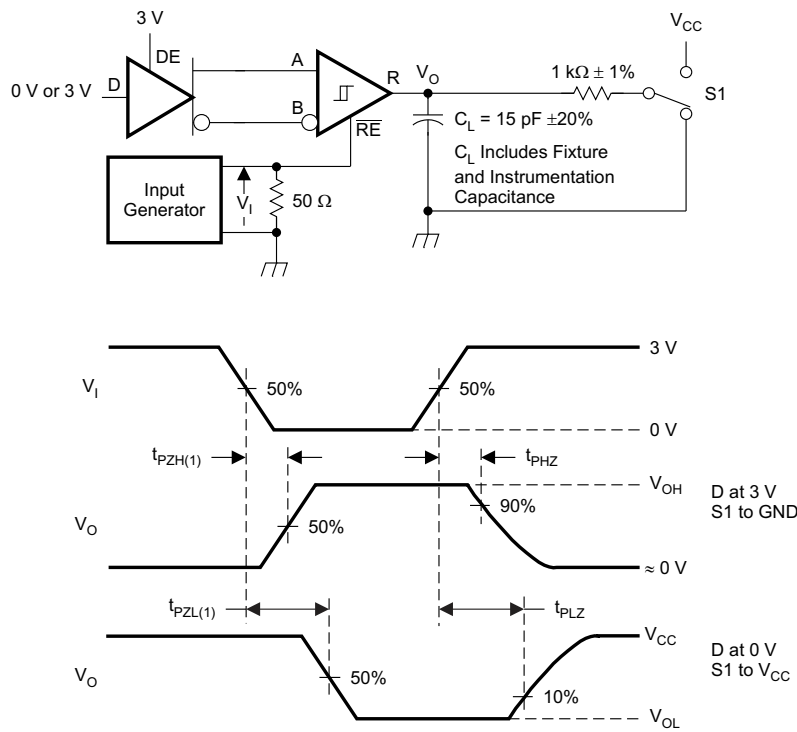 3 V
V_CC
DE
D
0 V or 3 V
A
B
R
V_O
1 kΩ ± 1%
S1
R̅E̅
C_L = 15 pF ±20%
C_L Includes Fixture
and Instrumentation
Capacitance
Input
Generator
V_I
50 Ω
3 V
V_I
50%
50%
0 V
t_PZH(1)
t_PHZ
V_OH
D at 3 V
S1 to GND
90%
V_O
50%
≈ 0 V
t_PZL(1)
t_PLZ
V_CC
D at 0 V
S1 to V_CC
V_O
50%
10%
V_OL